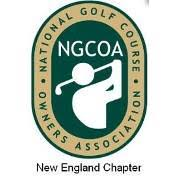 NATIONAL GOLF COURSE
NGCOA
OWNERS ASSOCIATION
New England Chapter